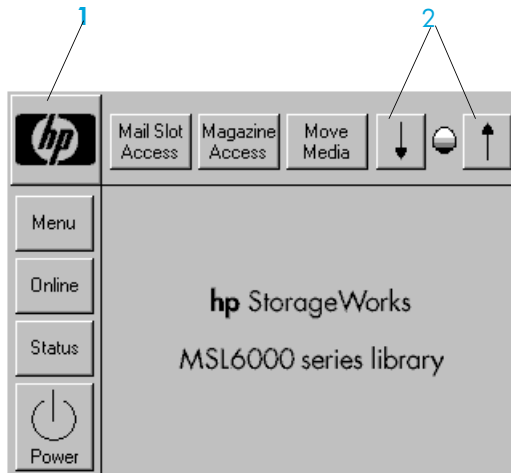 1
2
hp
Mail Slot
Access
Magazine
Access
Move
Media
Menu
Online
Status
Power
hp StorageWorks
MSL6000 series library